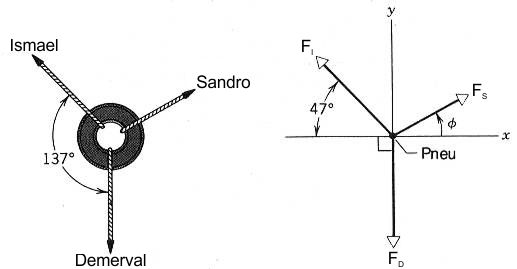 Ismael
Sandro
137°
Demerval
y
F_I
F_S
47°
ϕ
x
Pneu
F_D